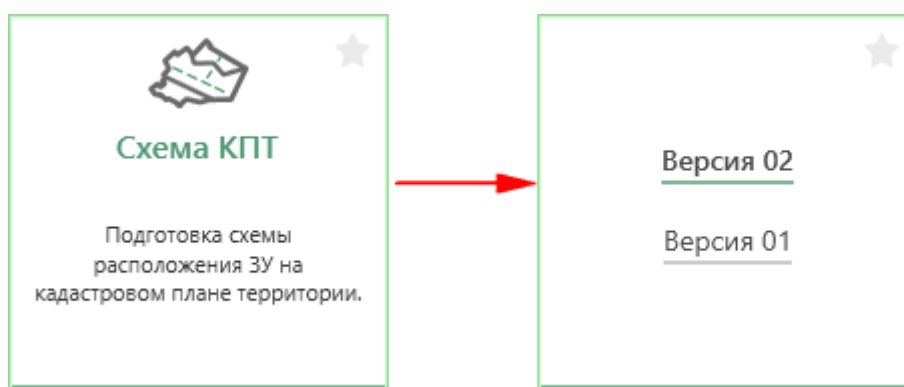 Схема КПТ
Подготовка схемы
расположения ЗУ на
кадастровом плане территории.
Версия 02
Версия 01